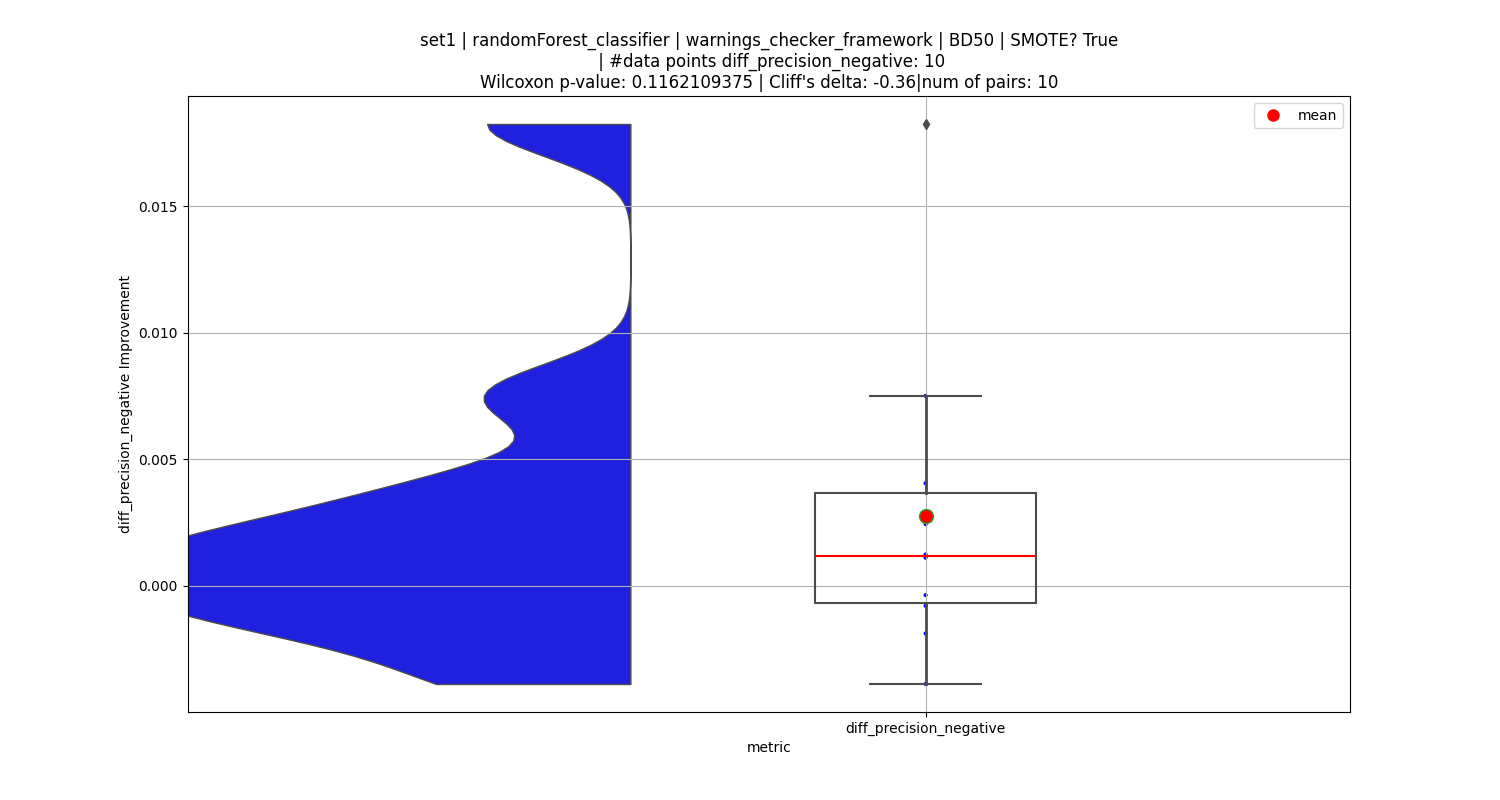 set1 | randomForest_classifier | warnings_checker_framework | BD50 | SMOTE? True
| #data points diff_precision_negative: 10
Wilcoxon p-value: 0.1162109375 | Cliff's delta: -0.36|num of pairs: 10
mean
0.015
0.010
0.005
0.000
diff_precision_negative Improvement
diff_precision_negative
metric